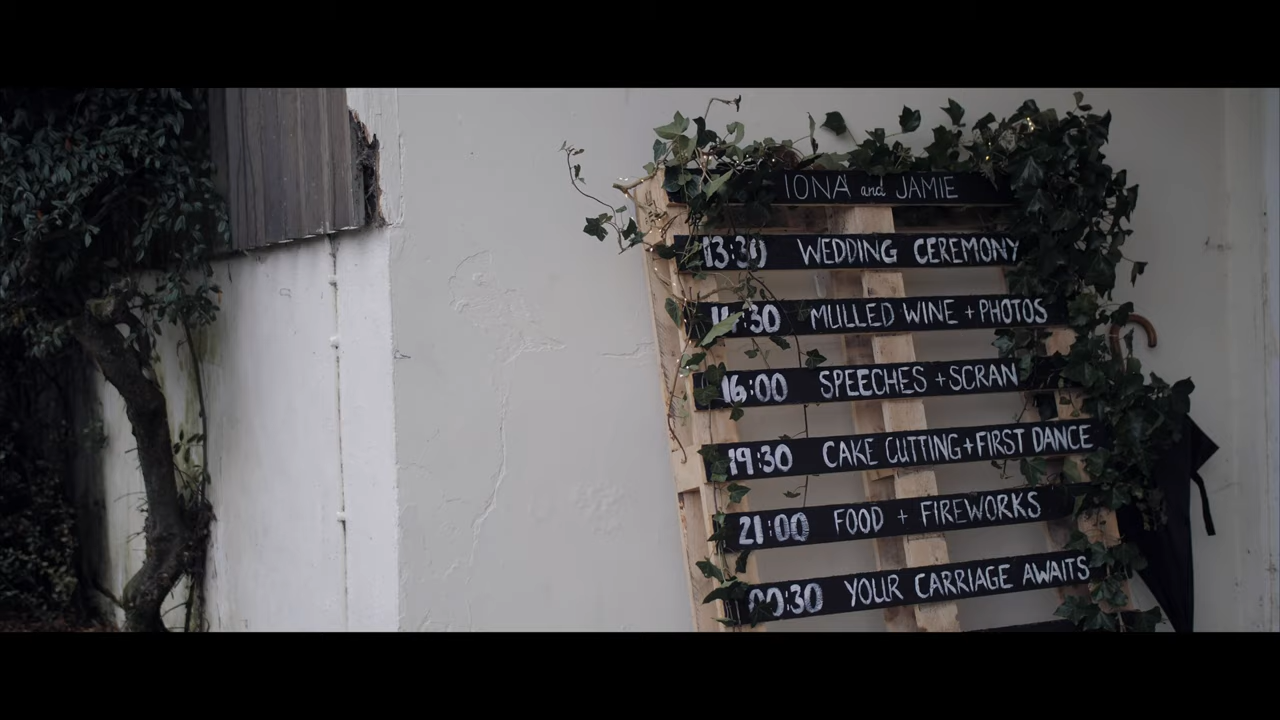 IONA and JAMIE
13:30 WEDDING CEREMONY
14:30 MULLED WINE + PHOTOS
16:00 SPEECHES + SCRAN
19:30 CAKE CUTTING + FIRST DANCE
21:00 FOOD + FIREWORKS
00:30 YOUR CARRIAGE AWAITS